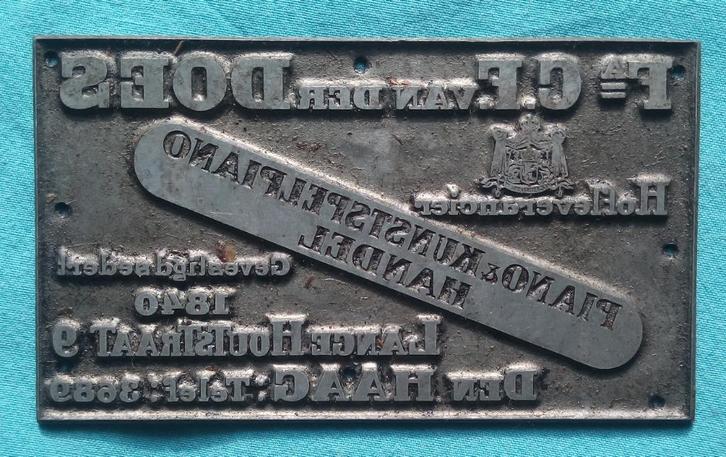 Fᴬ C.F. VAN DER DOES
Hofleverancier
PIANO & KUNSTSPELPIANO
HANDEL
Gevestigd sedert
1840
LANGE HOUTSTRAAT 9
DEN HAAG. TELEF. 3689